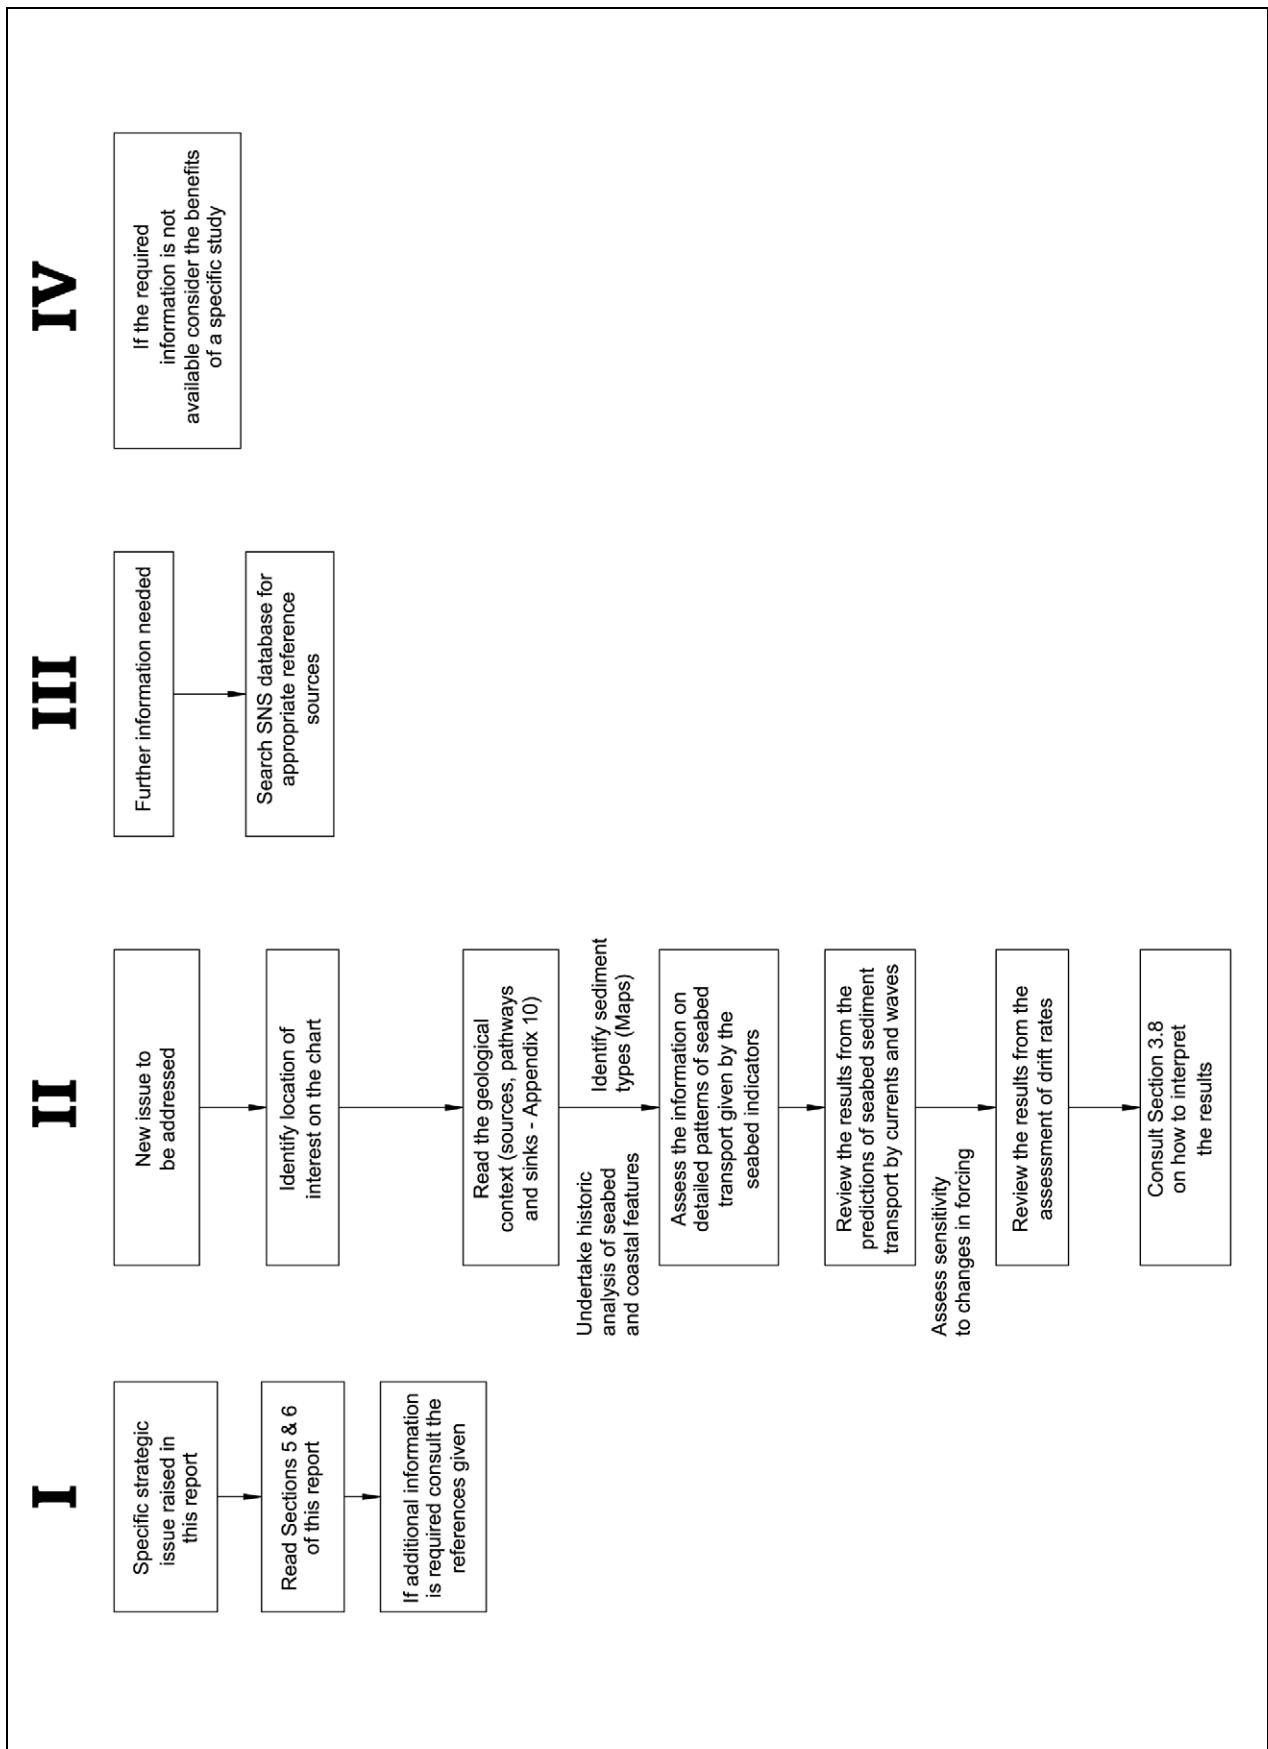 I
Specific strategic
issue raised in
this report
Read Sections 5 & 6
of this report
If additional information
is required consult the
references given
II
New issue to
be addressed
Identify location of
interest on the chart
Read the geological
context (sources, pathways
and sinks - Appendix 10)
Undertake historic
analysis of seabed
and coastal features
Identify sediment
types (Maps)
Assess the information on
detailed patterns of seabed
transport given by the
seabed indicators
Review the results from the
predictions of seabed sediment
transport by currents and waves
Assess sensitivity
to changes in forcing
Review the results from the
assessment of drift rates
Consult Section 3.8
on how to interpret
the results
III
Further information needed
Search SNS database for
appropriate reference
sources
IV
If the required
information is not
available consider the benefits
of a specific study